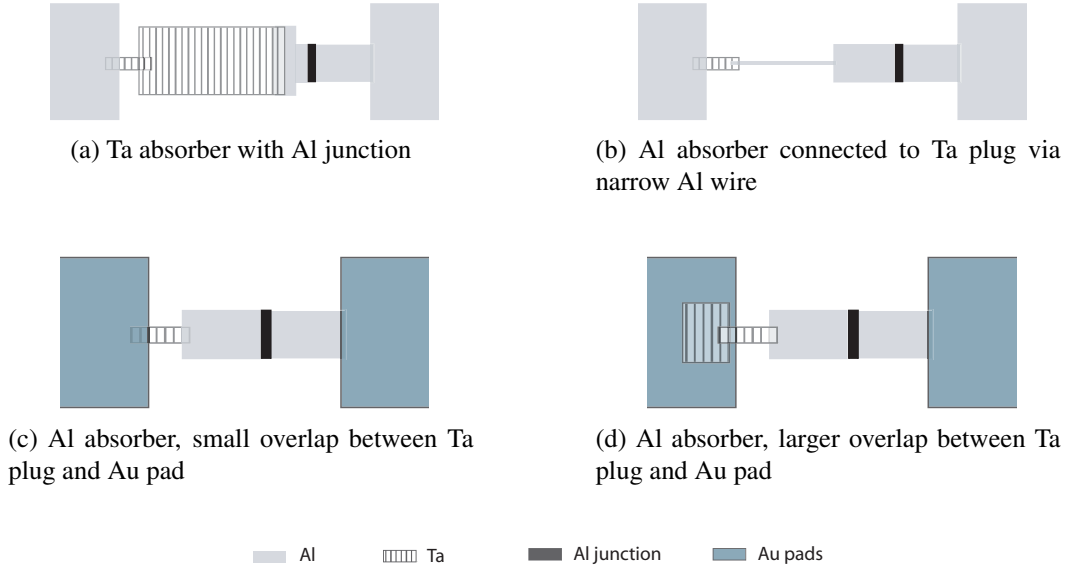 (a) Ta absorber with Al junction
(b) Al absorber connected to Ta plug via
narrow Al wire
(c) Al absorber, small overlap between Ta
plug and Au pad
(d) Al absorber, larger overlap between Ta
plug and Au pad
Al
Ta
Al junction
Au pads